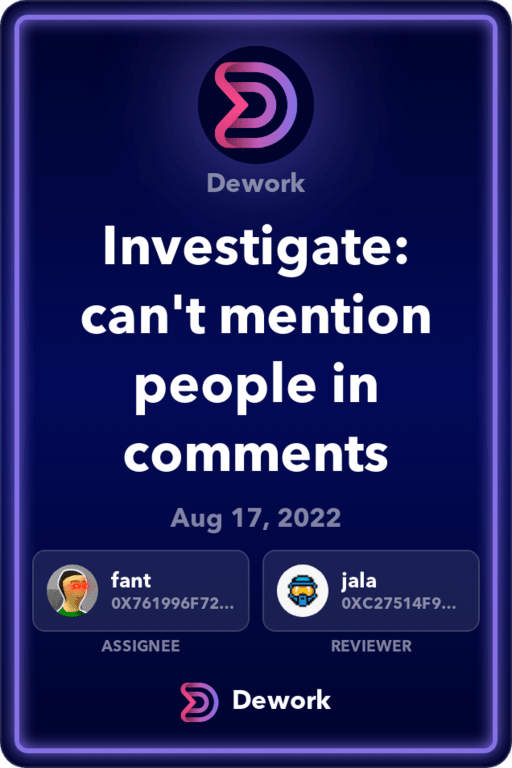 Dework
Investigate:
can't mention
people in
comments
Aug 17, 2022
fant
0X761996F72...
ASSIGNEE
jala
0XC27514F9...
REVIEWER
Dework